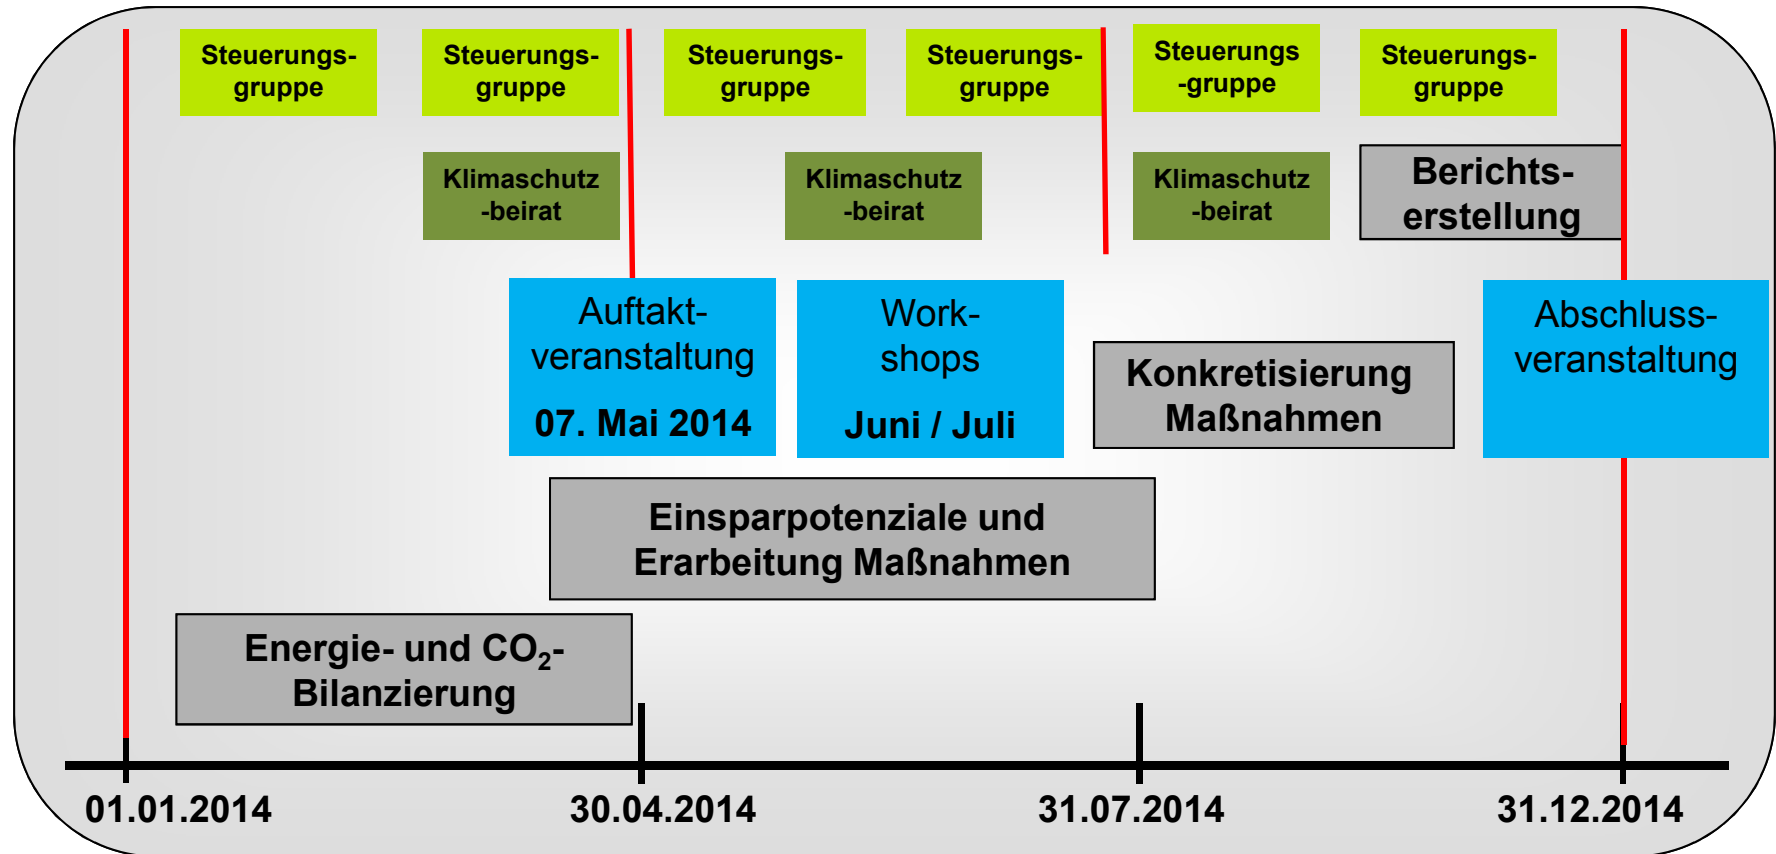 Steuerungs-
gruppe
Steuerungs-
gruppe
Steuerungs-
gruppe
Steuerungs-
gruppe
Steuerungs
-gruppe
Steuerungs-
gruppe
Klimaschutz
-beirat
Klimaschutz
-beirat
Klimaschutz
-beirat
Berichts-
erstellung
Auftakt-
veranstaltung
07. Mai 2014
Work-
shops
Juni / Juli
Konkretisierung
Maßnahmen
Abschluss-
veranstaltung
Einsparpotenziale und
Erarbeitung Maßnahmen
Energie- und CO₂-
Bilanzierung
01.01.2014
30.04.2014
31.07.2014
31.12.2014